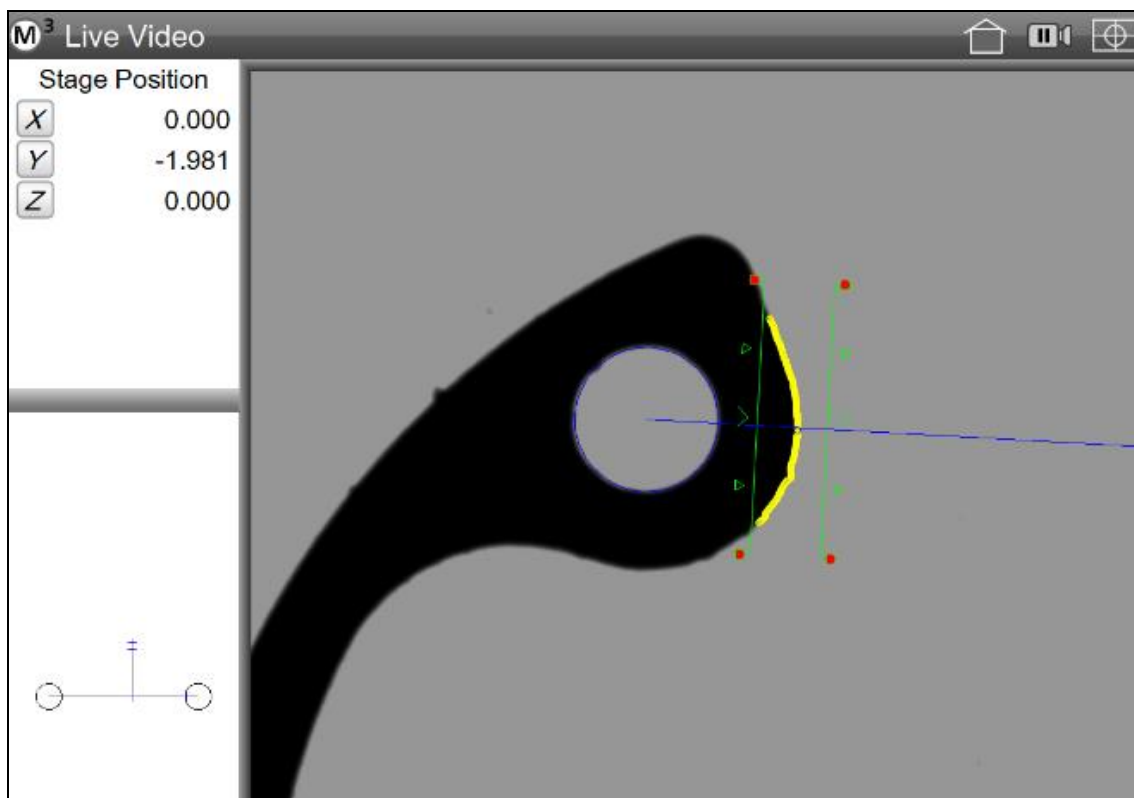 M3 Live Video
Stage Position
X 0.000
Y -1.981
Z 0.000